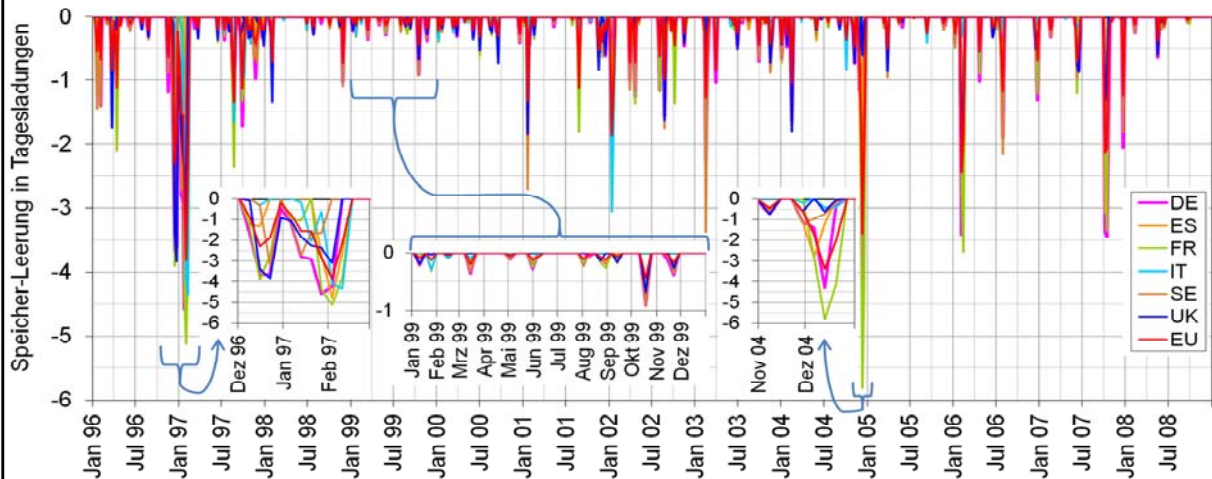 Speicher-Leerung in Tagesladungen
0
-1
-2
-3
-4
-5
-6
Jan 96
Jul 96
Jan 97
Jul 97
Jan 98
Jul 98
Jan 99
Jul 99
Jan 00
Jul 00
Jan 01
Jul 01
Jan 02
Jul 02
Jan 03
Jul 03
Jan 04
Jul 04
Jan 05
Jul 05
Jan 06
Jul 06
Jan 07
Jul 07
Jan 08
Jul 08
0
-1
-2
-3
-4
-5
-6
Dez 96
Jan 97
Feb 97
0
-1
Jan 99
Feb 99
Mrz 99
Apr 99
Mai 99
Jun 99
Jul 99
Aug 99
Sep 99
Okt 99
Nov 99
Dez 99
0
-1
-2
-3
-4
-5
-6
Nov 04
Dez 04
DE
ES
FR
IT
SE
UK
EU